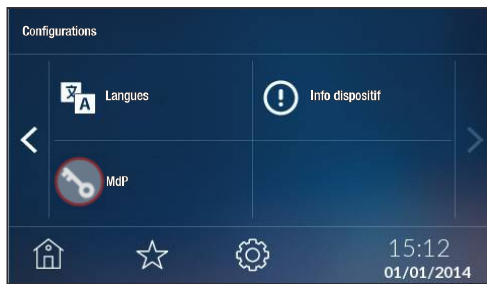 Configurations
Langues
Info dispositif
MdP
15:12
01/01/2014